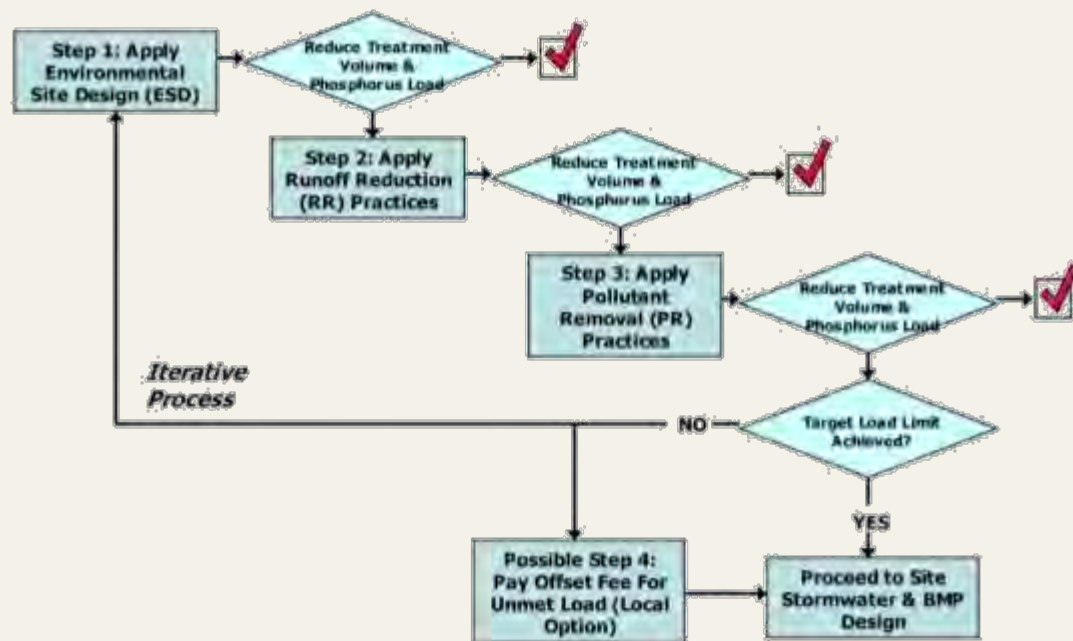 Step 1: Apply
Environmental
Site Design (ESD)
Reduce Treatment
Volume &
Phosphorus Load
Step 2: Apply
Runoff Reduction
(RR) Practices
Reduce Treatment
Volume &
Phosphorus Load
Step 3: Apply
Pollutant
Removal (PR)
Practices
Reduce Treatment
Volume &
Phosphorus Load
Iterative
Process
NO
Target Load Limit
Achieved?
YES
Possible Step 4:
Pay Offset Fee For
Unmet Load (Local
Option)
Proceed to Site
Stormwater & BMP
Design